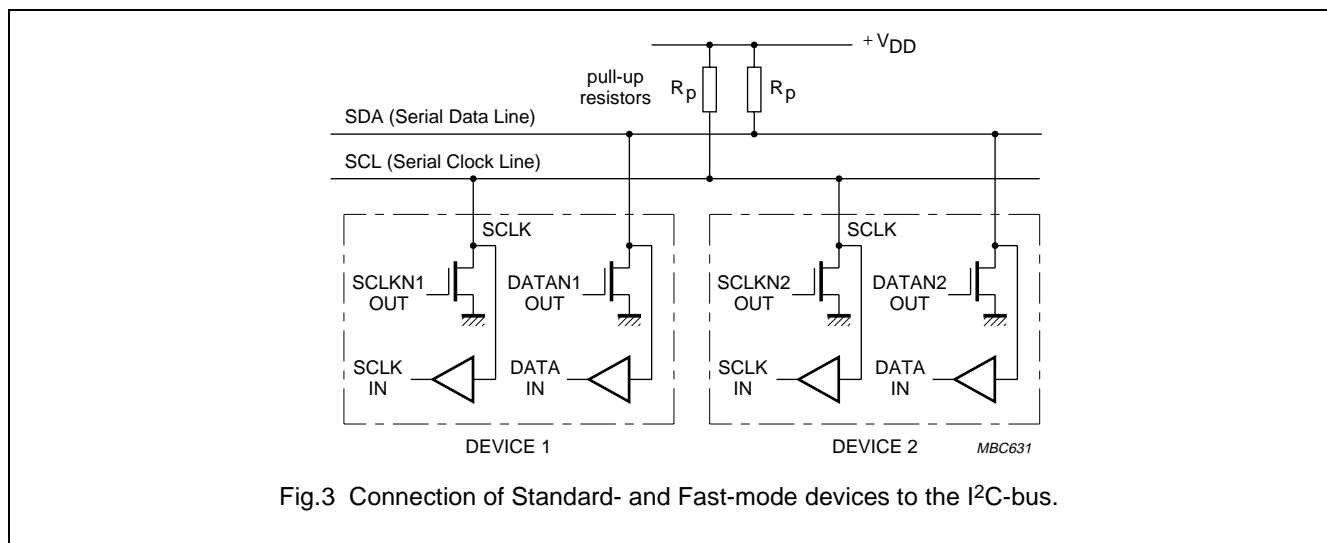 + VDD
pull-up
resistors
Rp
Rp
SDA (Serial Data Line)
SCL (Serial Clock Line)
SCLK
SCLK
SCLKN1
OUT
DATAN1
OUT
SCLKN2
OUT
DATAN2
OUT
SCLK
IN
DATA
IN
SCLK
IN
DATA
IN
DEVICE 1
DEVICE 2
MBC631
Fig.3 Connection of Standard- and Fast-mode devices to the I²C-bus.